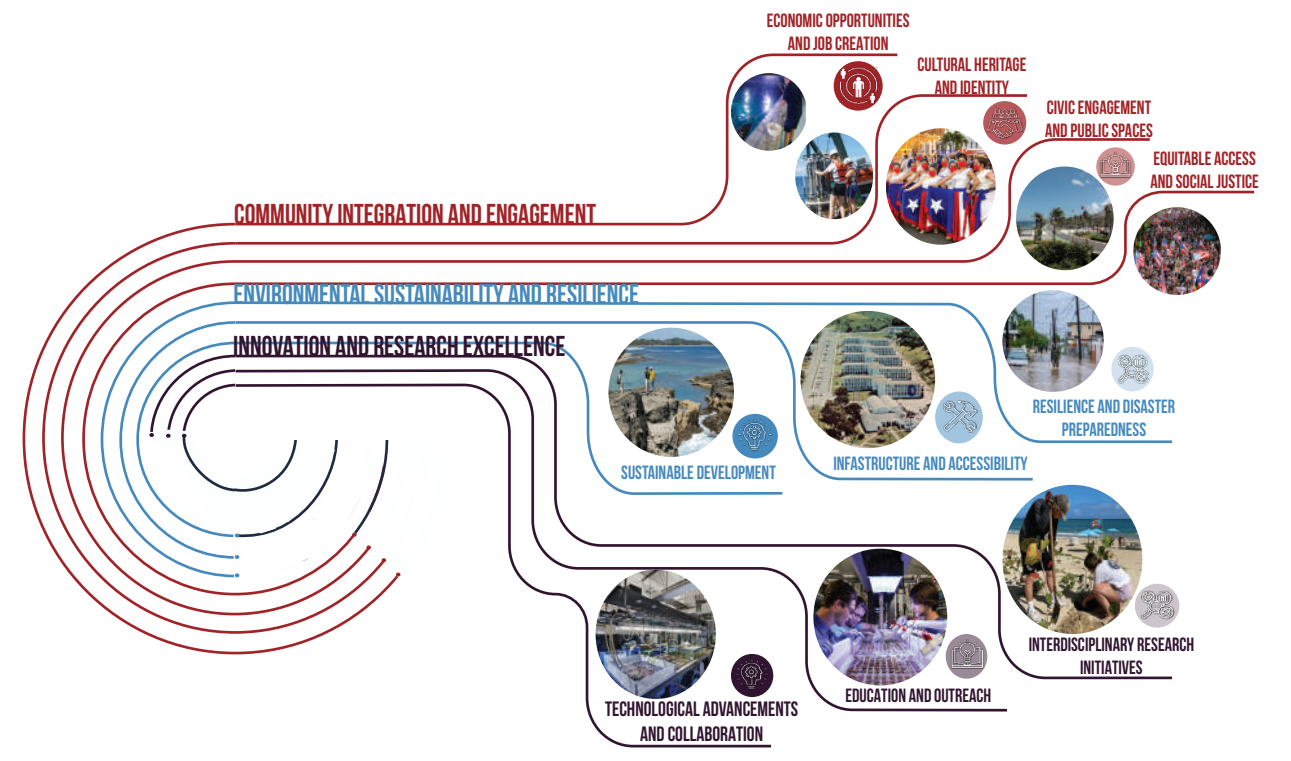 ECONOMIC OPPORTUNITIES
AND JOB CREATION
CULTURAL HERITAGE
AND IDENTITY
CIVIC ENGAGEMENT
AND PUBLIC SPACES
EQUITABLE ACCESS
AND SOCIAL JUSTICE
COMMUNITY INTEGRATION AND ENGAGEMENT
ENVIRONMENTAL SUSTAINABILITY AND RESILIENCE
INNOVATION AND RESEARCH EXCELLENCE
RESILIENCE AND DISASTER
PREPAREDNESS
INFASTRUCTURE AND ACCESSIBILITY
SUSTAINABLE DEVELOPMENT
INTERDISCIPLINARY RESEARCH
INITIATIVES
EDUCATION AND OUTREACH
TECHNOLOGICAL ADVANCEMENTS
AND COLLABORATION